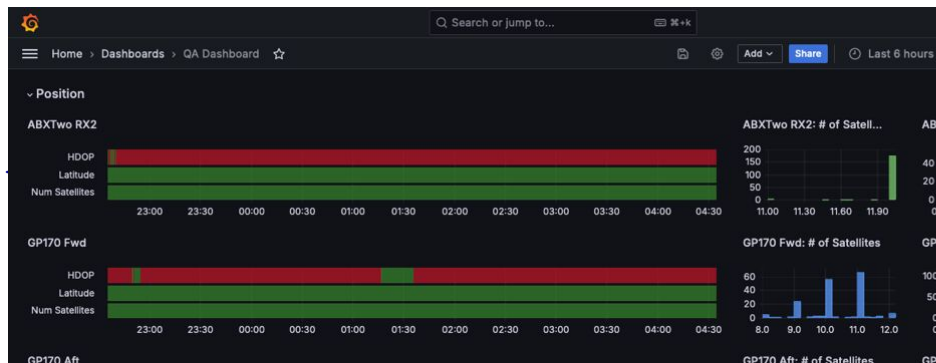 Search or jump to... ⌘+k
Home › Dashboards › QA Dashboard Add Share Last 6 hours
Position
ABXTwo RX2
HDOP
Latitude
Num Satellites
23:00 23:30 00:00 00:30 01:00 01:30 02:00 02:30 03:00 03:30 04:00 04:30
ABXTwo RX2: # of Satell...
200
150
100
50
0
11.00 11.30 11.60 11.90
AB
40
20
0
GP170 Fwd
HDOP
Latitude
Num Satellites
23:00 23:30 00:00 00:30 01:00 01:30 02:00 02:30 03:00 03:30 04:00 04:30
GP170 Fwd: # of Satellites
60
40
20
0
8.0 9.0 10.0 11.0 12.0
GP
100
50
0
GP170 Aft
GP170 Aft: # of Satellites
GP